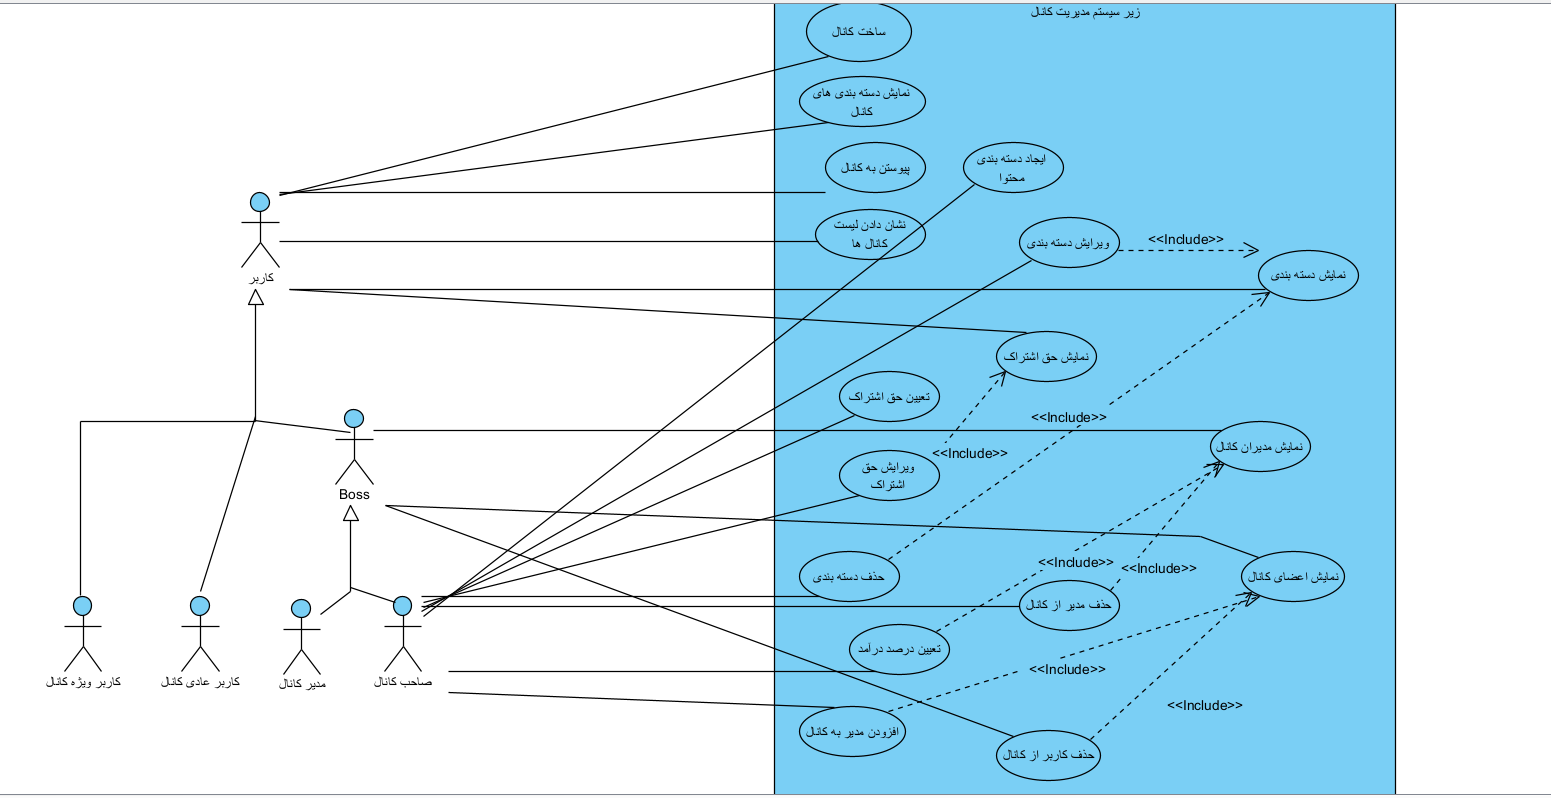 زیر سیستم مدیریت کانال
ساخت کانال
نمایش دسته بندی های
کانال
پیوستن به کانال
ایجاد دسته بندی
محتوا
نشان دادن لیست
کانال ها
ویرایش دسته بندی
<<Include>>
نمایش دسته بندی
کاربر
نمایش حق اشتراک
تعیین حق اشتراک
<<Include>>
نمایش مدیران کانال
<<Include>>
ویرایش حق
اشتراک
Boss
حذف دسته بندی
<<Include>>
<<Include>>
نمایش اعضای کانال
حذف مدیر از کانال
تعیین درصد درآمد
<<Include>>
کاربر ویژه کانال
کاربر عادی کانال
مدیر کانال
صاحب کانال
<<Include>>
افزودن مدیر به کانال
حذف کاربر از کانال